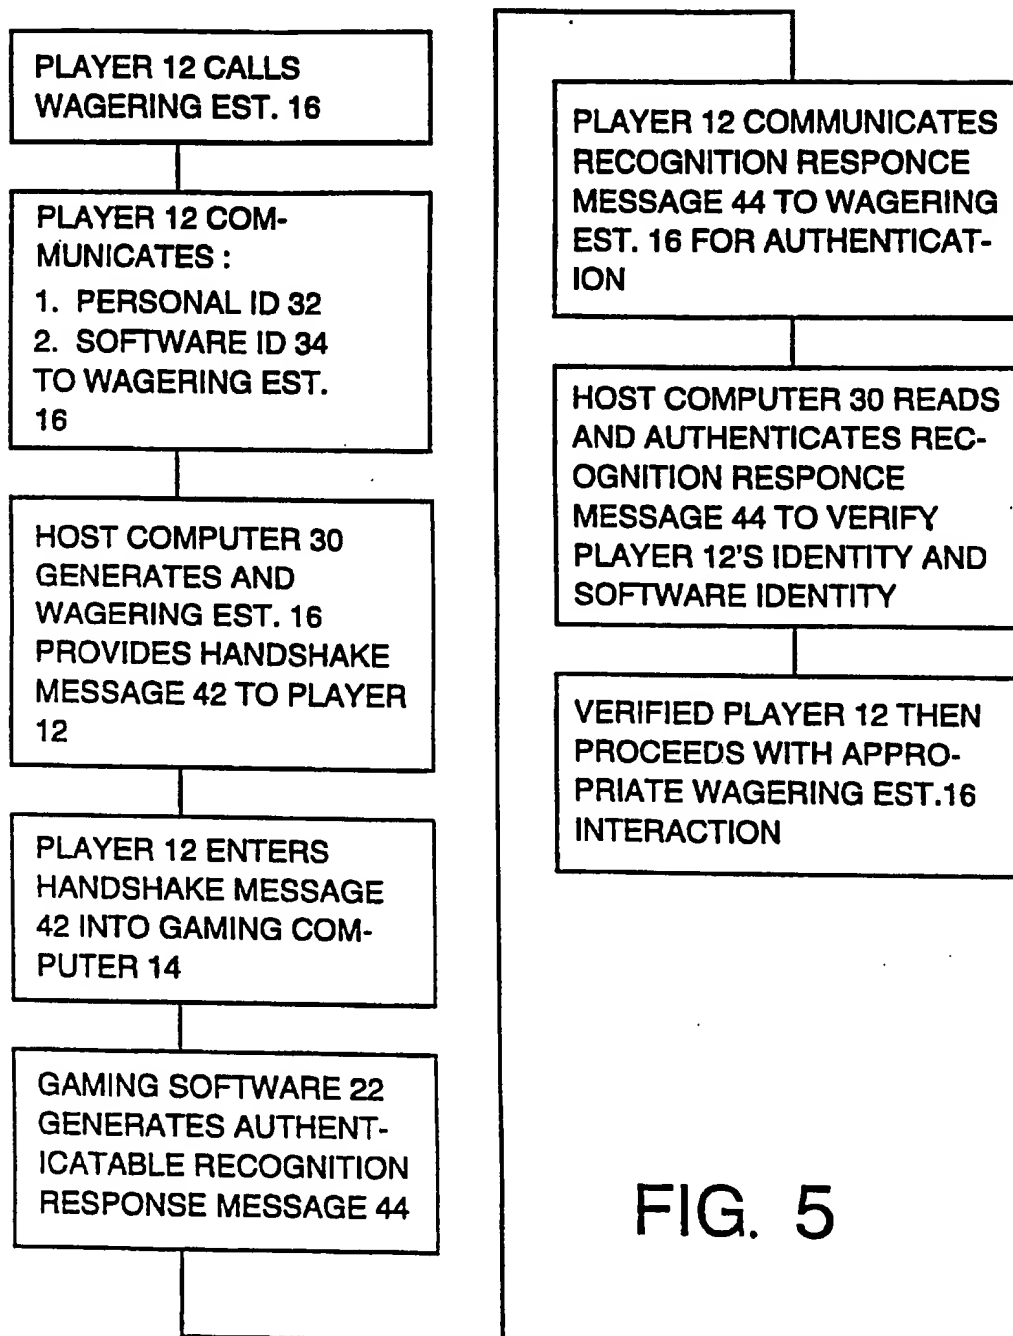 PLAYER 12 CALLS
WAGERING EST. 16
PLAYER 12 COM-
MUNICATES :
1. PERSONAL ID 32
2. SOFTWARE ID 34
TO WAGERING EST.
16
HOST COMPUTER 30
GENERATES AND
WAGERING EST. 16
PROVIDES HANDSHAKE
MESSAGE 42 TO PLAYER
12
PLAYER 12 ENTERS
HANDSHAKE MESSAGE
42 INTO GAMING COM-
PUTER 14
GAMING SOFTWARE 22
GENERATES AUTHENT-
ICATABLE RECOGNITION
RESPONSE MESSAGE 44
PLAYER 12 COMMUNICATES
RECOGNITION RESPONCE
MESSAGE 44 TO WAGERING
EST. 16 FOR AUTHENTICAT-
ION
HOST COMPUTER 30 READS
AND AUTHENTICATES REC-
OGNITION RESPONCE
MESSAGE 44 TO VERIFY
PLAYER 12'S IDENTITY AND
SOFTWARE IDENTITY
VERIFIED PLAYER 12 THEN
PROCEEDS WITH APPRO-
PRIATE WAGERING EST.16
INTERACTION
FIG. 5